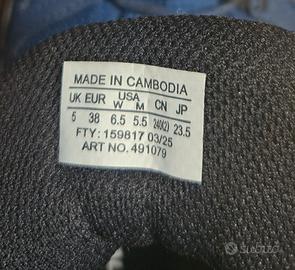 MADE IN CAMBODIA
UK EUR USA CN JP
W M
5 38 6.5 5.5 240(2) 23.5
FTY: 159817 03/25
ART NO. 491079
Subito